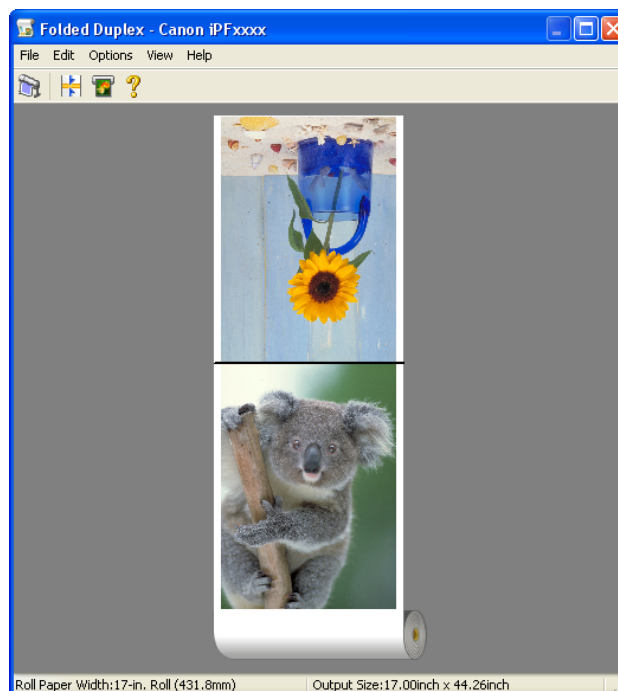 Folded Duplex - Canon iPFxxxx
File Edit Options View Help
Roll Paper Width:17-in. Roll (431.8mm) Output Size:17.00inch x 44.26inch